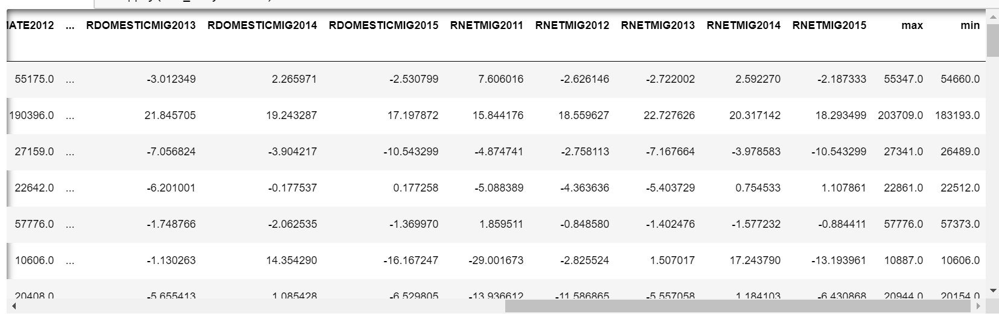 IATE2012 ... RDOMESTICMIG2013 RDOMESTICMIG2014 RDOMESTICMIG2015 RNETMIG2011 RNETMIG2012 RNETMIG2013 RNETMIG2014 RNETMIG2015 max min
55175.0 ... -3.012349 2.265971 -2.530799 7.606016 -2.626146 -2.722002 2.592270 -2.187333 55347.0 54660.0
190396.0 ... 21.845705 19.243287 17.197872 15.844176 18.559627 22.727626 20.317142 18.293499 203709.0 183193.0
27159.0 ... -7.056824 -3.904217 -10.543299 -4.874741 -2.758113 -7.167664 -3.978583 -10.543299 27341.0 26489.0
22642.0 ... -6.201001 -0.177537 0.177258 -5.088389 -4.363636 -5.403729 0.754533 1.107861 22861.0 22512.0
57776.0 ... -1.748766 -2.062535 -1.369970 1.859511 -0.848580 -1.402476 -1.577232 -0.884411 57776.0 57373.0
10606.0 ... -1.130263 14.354290 -16.167247 -29.001673 -2.825524 1.507017 17.243790 -13.193961 10887.0 10606.0
20408.0 ... -5.655413 1.085428 -6.529805 -13.936612 -11.586865 -5.557058 1.184103 -6.430868 20944.0 20154.0